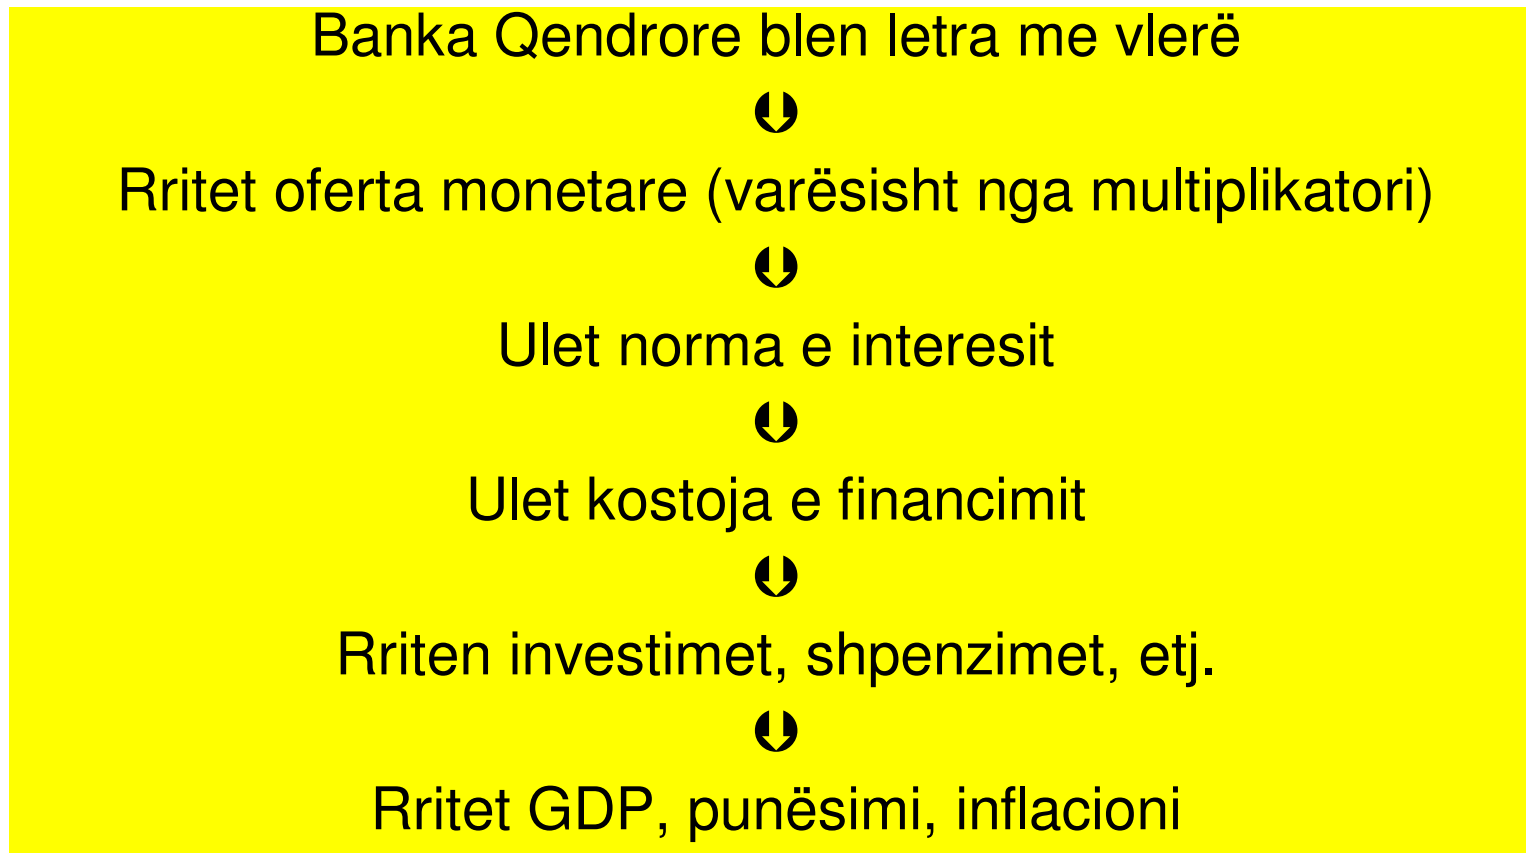 Banka Qendrore blen letra me vlerë
Rritet oferta monetare (varësisht nga multiplikatori)
Ulet norma e interesit
Ulet kostoja e financimit
Rriten investimet, shpenzimet, etj.
Rritet GDP, punësimi, inflacioni